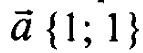 a⃗ {1; 1}